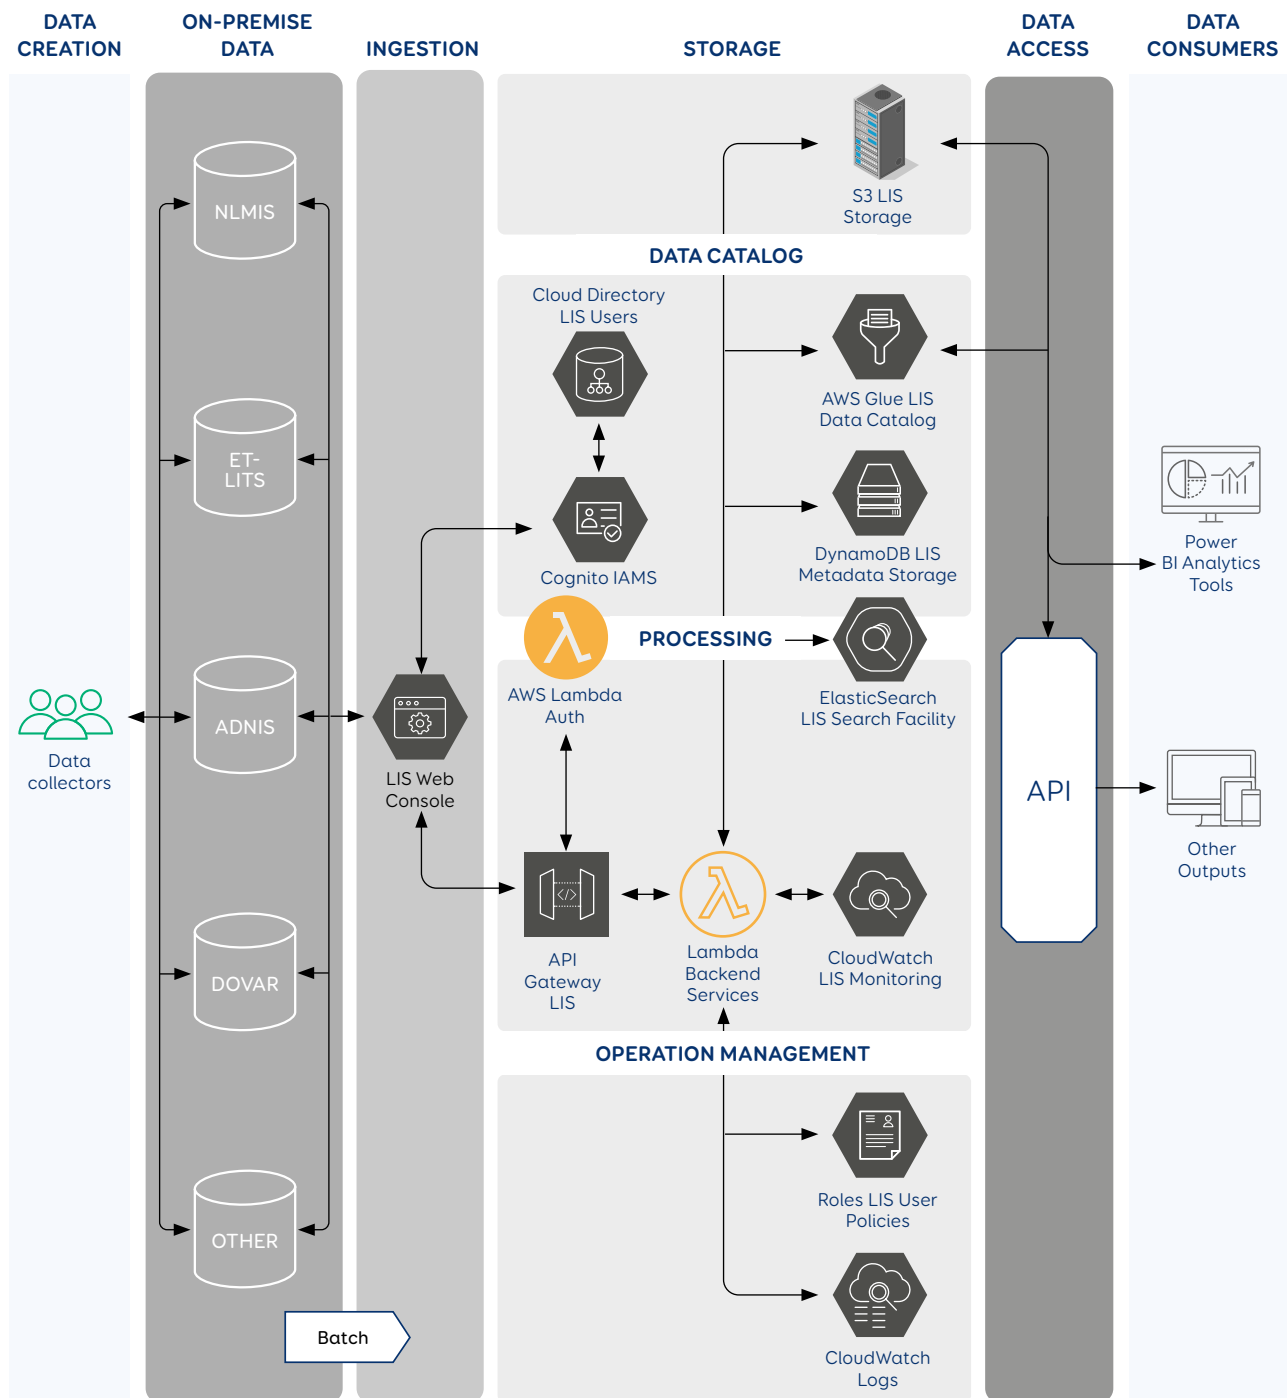 DATA
CREATION
ON-PREMISE
DATA
INGESTION
STORAGE
DATA
ACCESS
DATA
CONSUMERS
NLMIS
ET-
LITS
ADNIS
DOVAR
OTHER
Data
collectors
Batch
LIS Web
Console
S3 LIS
Storage
DATA CATALOG
Cloud Directory
LIS Users
Cognito IAMS
AWS Glue LIS
Data Catalog
DynamoDB LIS
Metadata Storage
PROCESSING
AWS Lambda
Auth
ElasticSearch
LIS Search Facility
</>
API
Gateway
LIS
Lambda
Backend
Services
CloudWatch
LIS Monitoring
OPERATION MANAGEMENT
Roles LIS User
Policies
CloudWatch
Logs
API
Power
BI Analytics
Tools
Other
Outputs